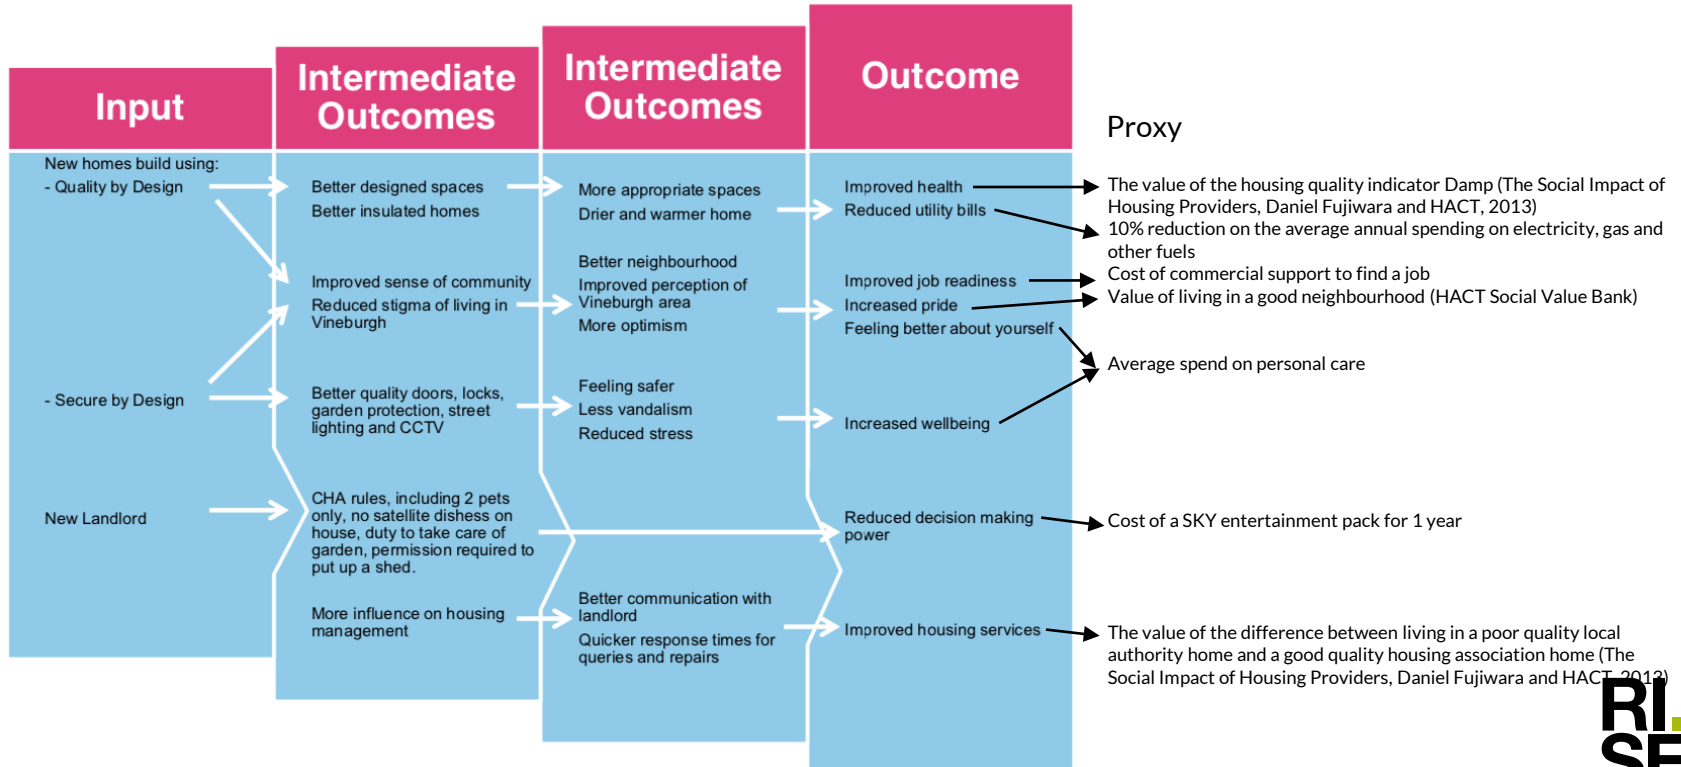 Input
Intermediate
Outcomes
Intermediate
Outcomes
Outcome
Proxy
New homes build using:
- Quality by Design
- Secure by Design
New Landlord
Better designed spaces
Better insulated homes
Improved sense of community
Reduced stigma of living in
Vineburgh
Better quality doors, locks,
garden protection, street
lighting and CCTV
CHA rules, including 2 pets
only, no satellite dishess on
house, duty to take care of
garden, permission required to
put up a shed.
More influence on housing
management
More appropriate spaces
Drier and warmer home
Better neighbourhood
Improved perception of
Vineburgh area
More optimism
Feeling safer
Less vandalism
Reduced stress
Better communication with
landlord
Quicker response times for
queries and repairs
Improved health
Reduced utility bills
Improved job readiness
Increased pride
Feeling better about yourself
Increased wellbeing
Reduced decision making
power
Improved housing services
The value of the housing quality indicator Damp (The Social Impact of
Housing Providers, Daniel Fujiwara and HACT, 2013)
10% reduction on the average annual spending on electricity, gas and
other fuels
Cost of commercial support to find a job
Value of living in a good neighbourhood (HACT Social Value Bank)
Average spend on personal care
Cost of a SKY entertainment pack for 1 year
The value of the difference between living in a poor quality local
authority home and a good quality housing association home (The
Social Impact of Housing Providers, Daniel Fujiwara and HACT, 2013)
RI.
SE